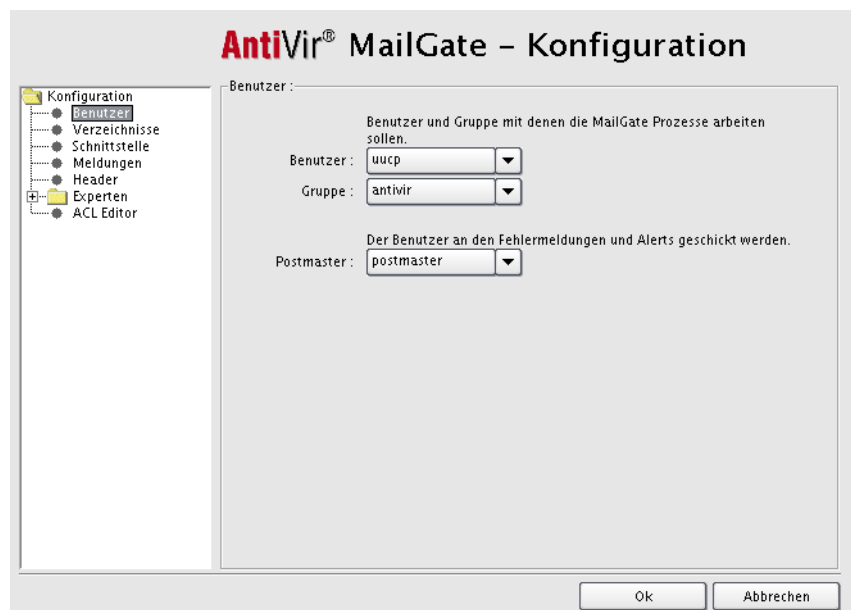 AntiVir® MailGate – Konfiguration
Konfiguration
Benutzer
Verzeichnisse
Schnittstelle
Meldungen
Header
Experten
ACL Editor
Benutzer :
Benutzer und Gruppe mit denen die MailGate Prozesse arbeiten
sollen.
Benutzer : uucp
Gruppe : antivir
Der Benutzer an den Fehlermeldungen und Alerts geschickt werden.
Postmaster : postmaster
Ok Abbrechen